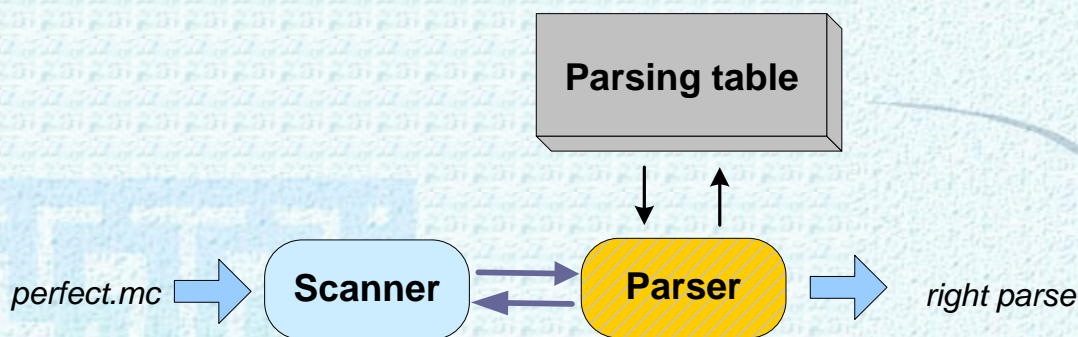 Parsing table
perfect.mc
Scanner
Parser
right parse